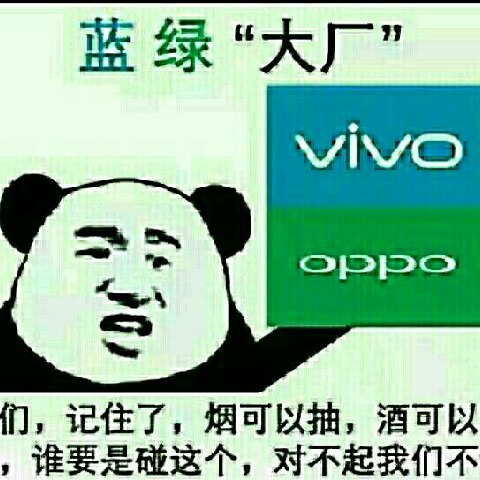 蓝绿“大厂”
vivo
oppo
们，记住了，烟可以抽，酒可以
，谁要是碰这个，对不起我们不